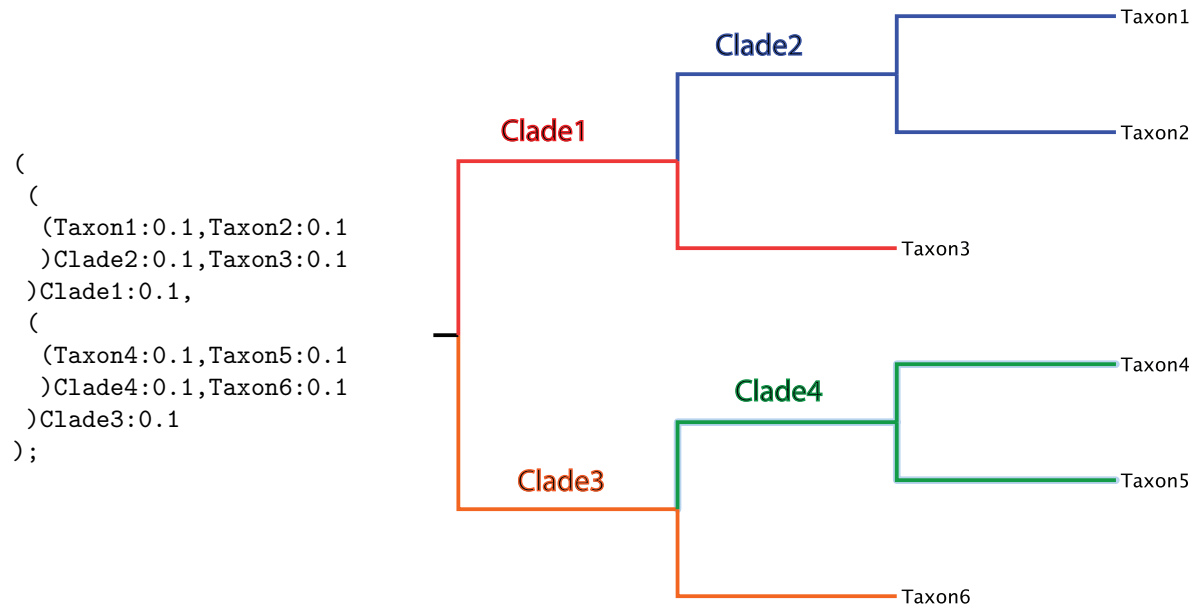 (
(
(Taxon1:0.1,Taxon2:0.1
)Clade2:0.1,Taxon3:0.1
)Clade1:0.1,
(
(Taxon4:0.1,Taxon5:0.1
)Clade4:0.1,Taxon6:0.1
)Clade3:0.1
);
Taxon1
Clade2
Taxon2
Clade1
Taxon3
Taxon4
Clade4
Taxon5
Clade3
Taxon6